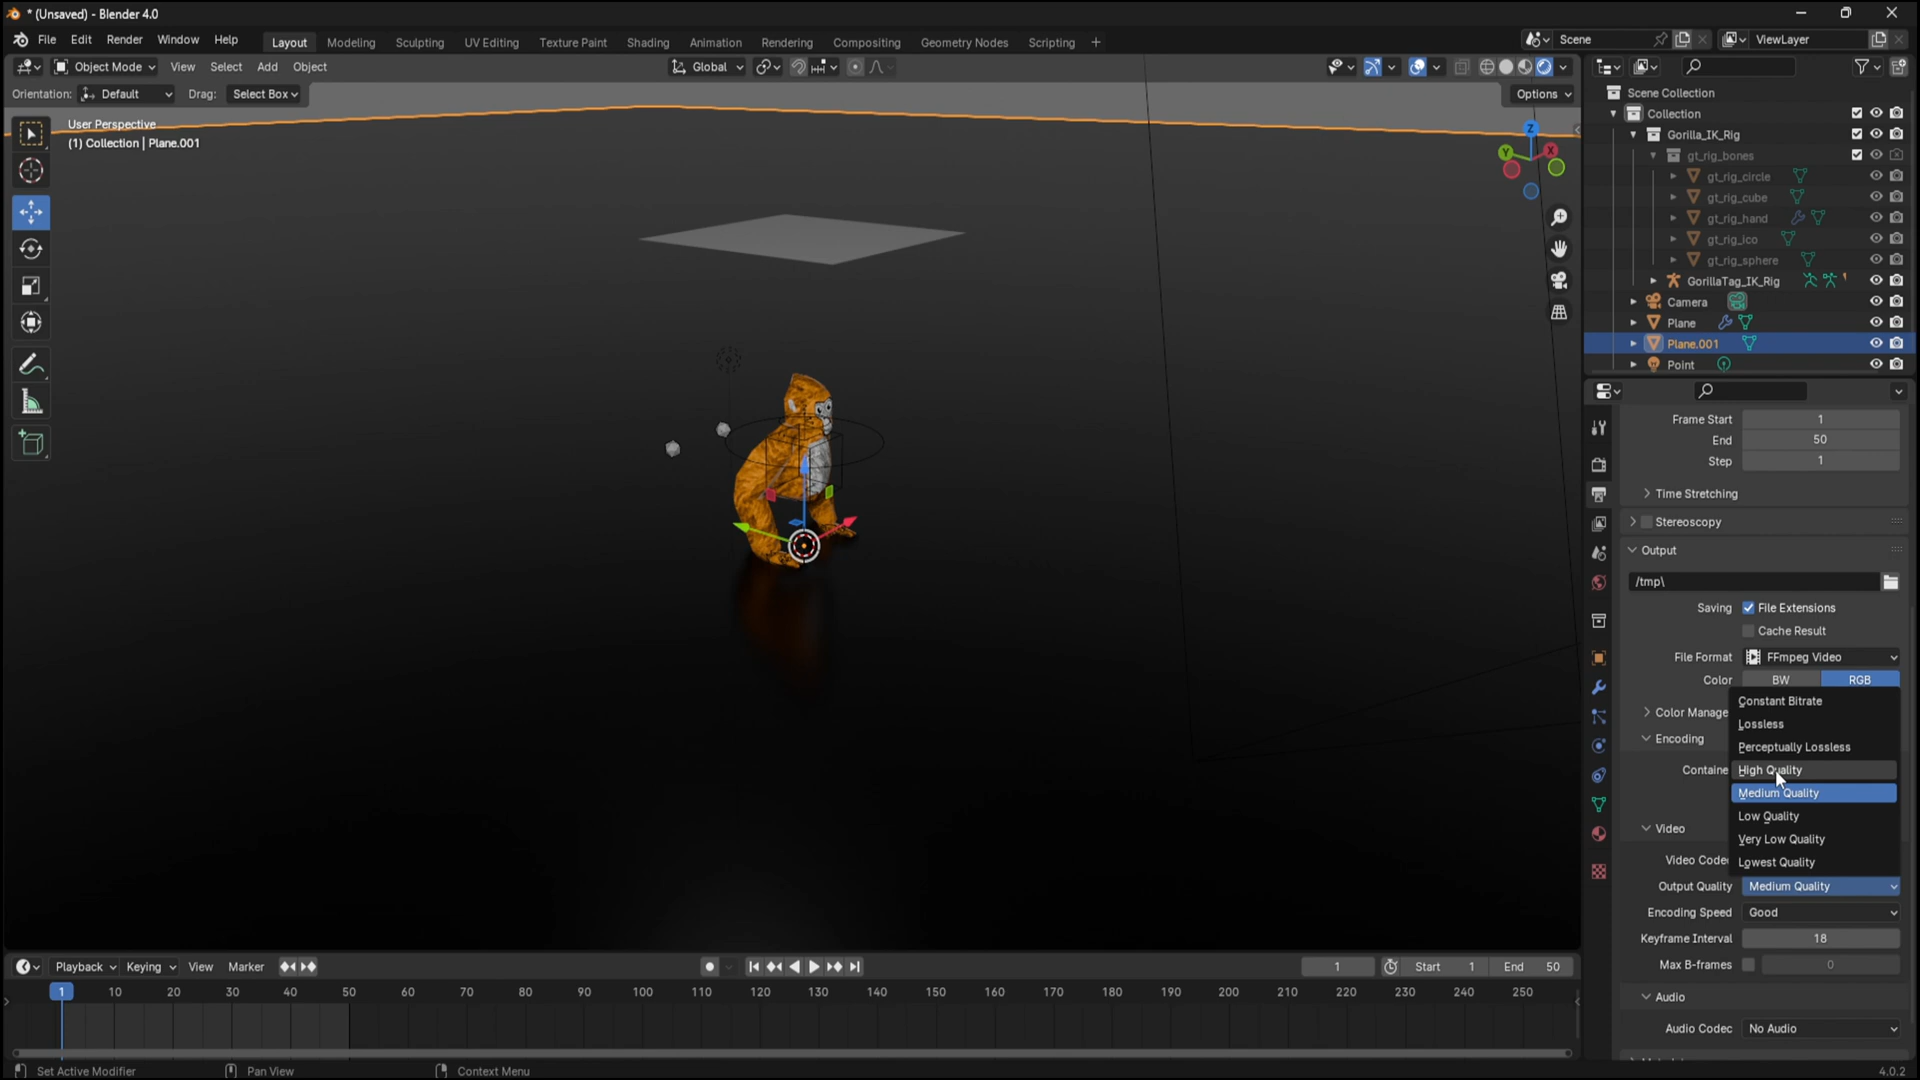 * (Unsaved) - Blender 4.0
File Edit Render Window Help Layout Modeling Sculpting UV Editing Texture Paint Shading Animation Rendering Compositing Geometry Nodes Scripting + Scene ViewLayer
Object Mode View Select Add Object Global
Orientation: Default Drag: Select Box Options
User Perspective
(1) Collection | Plane.001
Z
Y
X
Scene Collection
Collection
Gorilla_IK_Rig
gt_rig_bones
gt_rig_circle
gt_rig_cube
gt_rig_hand
gt_rig_ico
gt_rig_sphere
GorillaTag_IK_Rig
Camera
Plane
Plane.001
Point
Frame Start 1
End 50
Step 1
Time Stretching
Stereoscopy
Output
/tmp\
Saving File Extensions
Cache Result
File Format FFmpeg Video
Color BW RGB
Constant Bitrate
Color Manage
Lossless
Encoding
Perceptually Lossless
Containe High Quality
Medium Quality
Low Quality
Video
Very Low Quality
Video Codec
Lowest Quality
Output Quality Medium Quality
Encoding Speed Good
Keyframe Interval 18
Max B-frames 0
Audio
Audio Codec No Audio
Playback Keying View Marker 1 Start 1 End 50
1 10 20 30 40 50 60 70 80 90 100 110 120 130 140 150 160 170 180 190 200 210 220 230 240 250
Set Active Modifier Pan View Context Menu 4.0.2